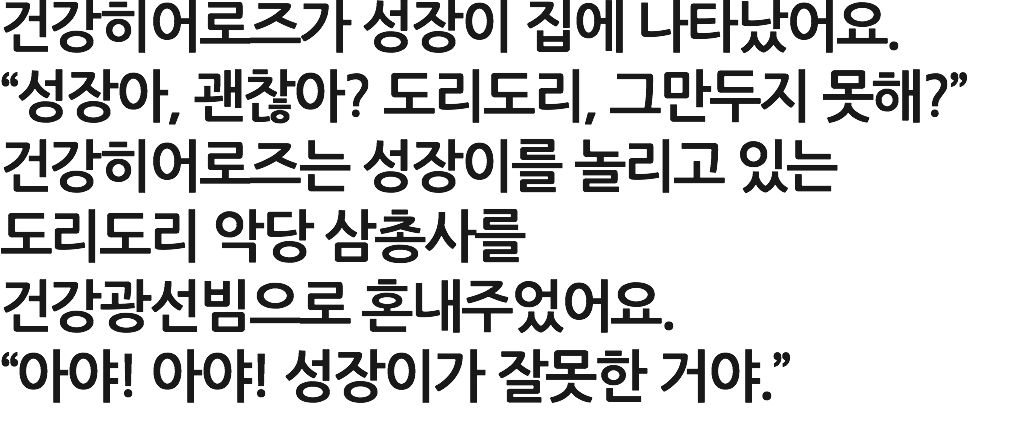 건강히어로즈가 성장이 집에 나타났어요.
“성장아, 괜찮아? 도리도리, 그만두지 못해?”
건강히어로즈는 성장이를 놀리고 있는
도리도리 악당 삼총사를
건강광선빔으로 혼내주었어요.
“아야! 아야! 성장이가 잘못한 거야.”